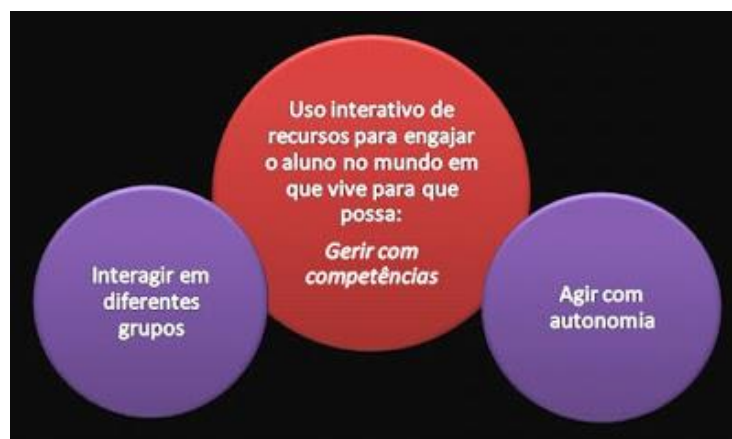 Uso interativo de
recursos para engajar
o aluno no mundo em
que vive para que
possa:
Gerir com
competências
Interagir em
diferentes
grupos
Agir com
autonomia